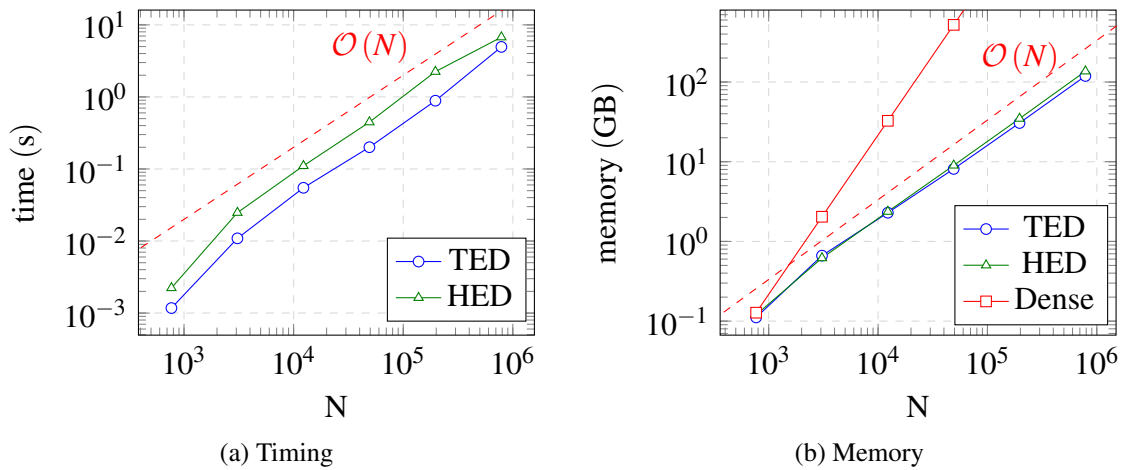 10^1
10^0
10^-1
10^-2
10^-3
time (s)
O (N)
TED
HED
10^3 10^4 10^5 10^6
N
(a) Timing
10^2
10^1
10^0
10^-1
memory (GB)
O (N)
TED
HED
Dense
10^3 10^4 10^5 10^6
N
(b) Memory